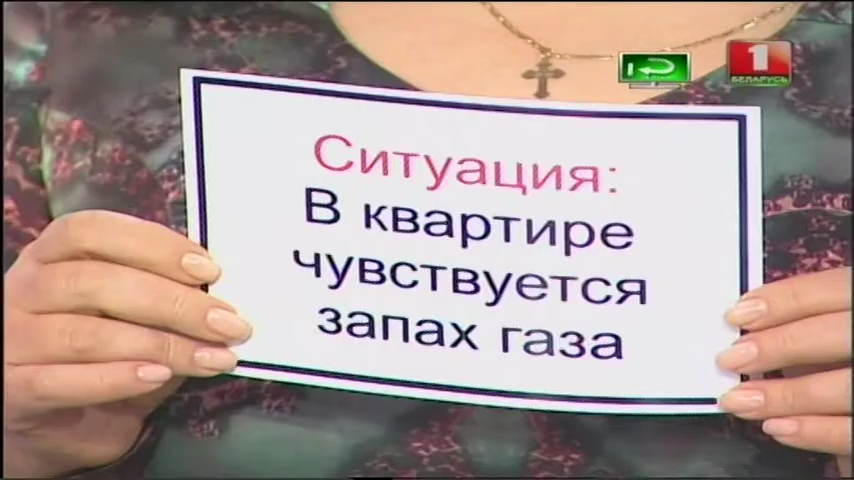 1
БЕЛАРУСЬ
Ситуация:
В квартире
чувствуется
запах газа